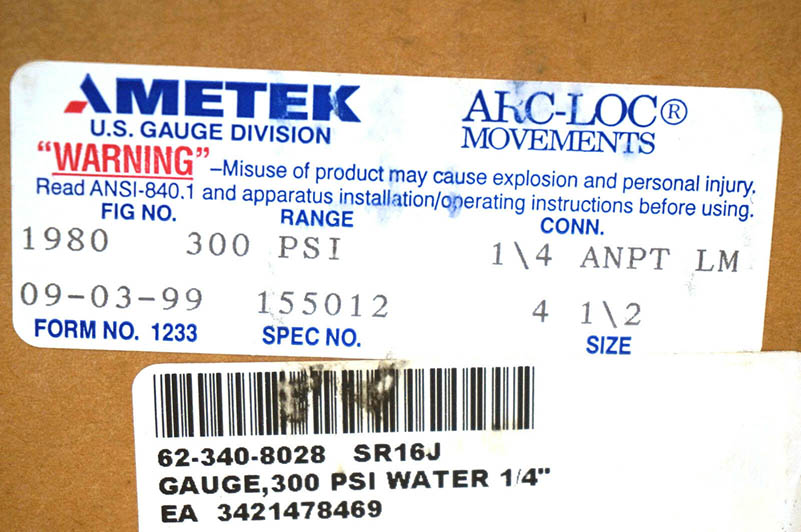 AMETEK
U.S. GAUGE DIVISION
ARC-LOC®
MOVEMENTS
"WARNING" –Misuse of product may cause explosion and personal injury.
Read ANSI-840.1 and apparatus installation/operating instructions before using.
FIG NO. RANGE CONN.
1980 300 PSI 1\4 ANPT LM
09-03-99 155012 4 1\2
FORM NO. 1233 SPEC NO. SIZE
62-340-8028 SR16J
GAUGE,300 PSI WATER 1/4"
EA 3421478469